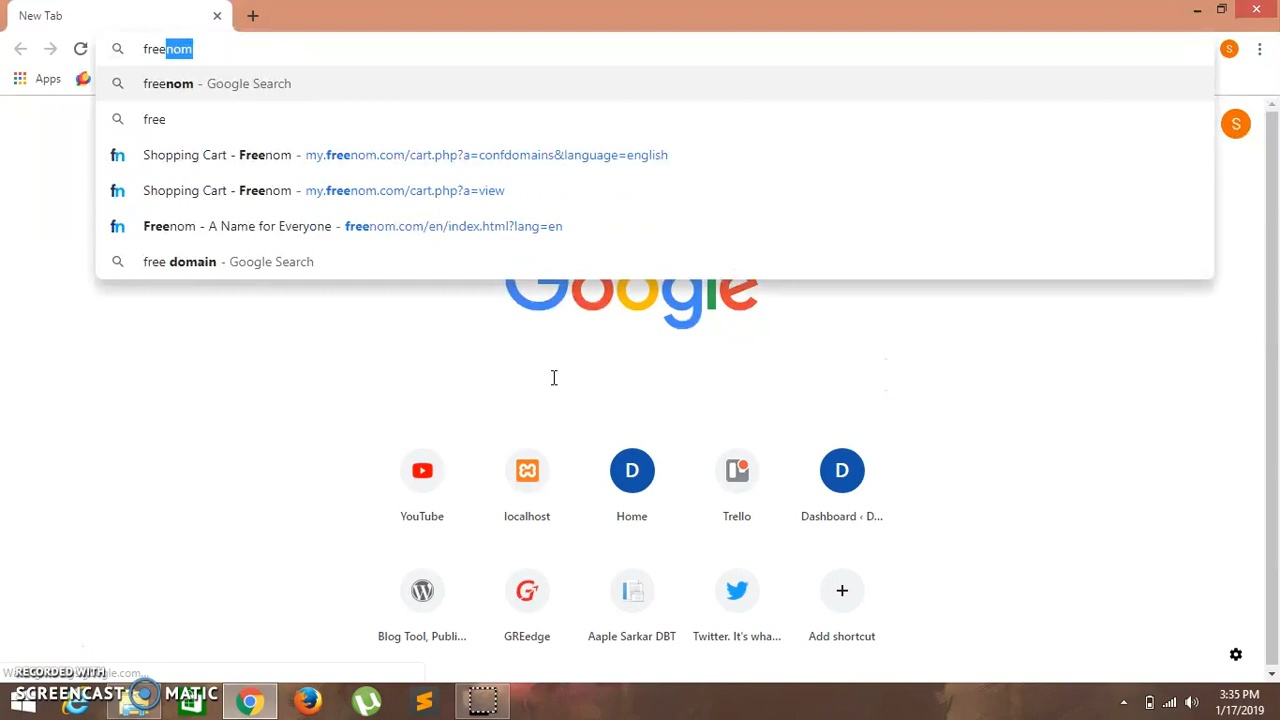 New Tab
freenom
S
Apps
freenom - Google Search
free
S
fn Shopping Cart - Freenom - my.freenom.com/cart.php?a=confdomains&language=english
fn Shopping Cart - Freenom - my.freenom.com/cart.php?a=view
fn Freenom - A Name for Everyone - freenom.com/en/index.html?lang=en
free domain - Google Search
Google
D
D
YouTube
localhost
Home
Trello
Dashboard ‹ D...
Blog Tool, Publi...
GREedge
Aaple Sarkar DBT
Twitter. It's wha...
Add shortcut
RECORDED WITH
SCREENCAST MATIC
3:35 PM
1/17/2019